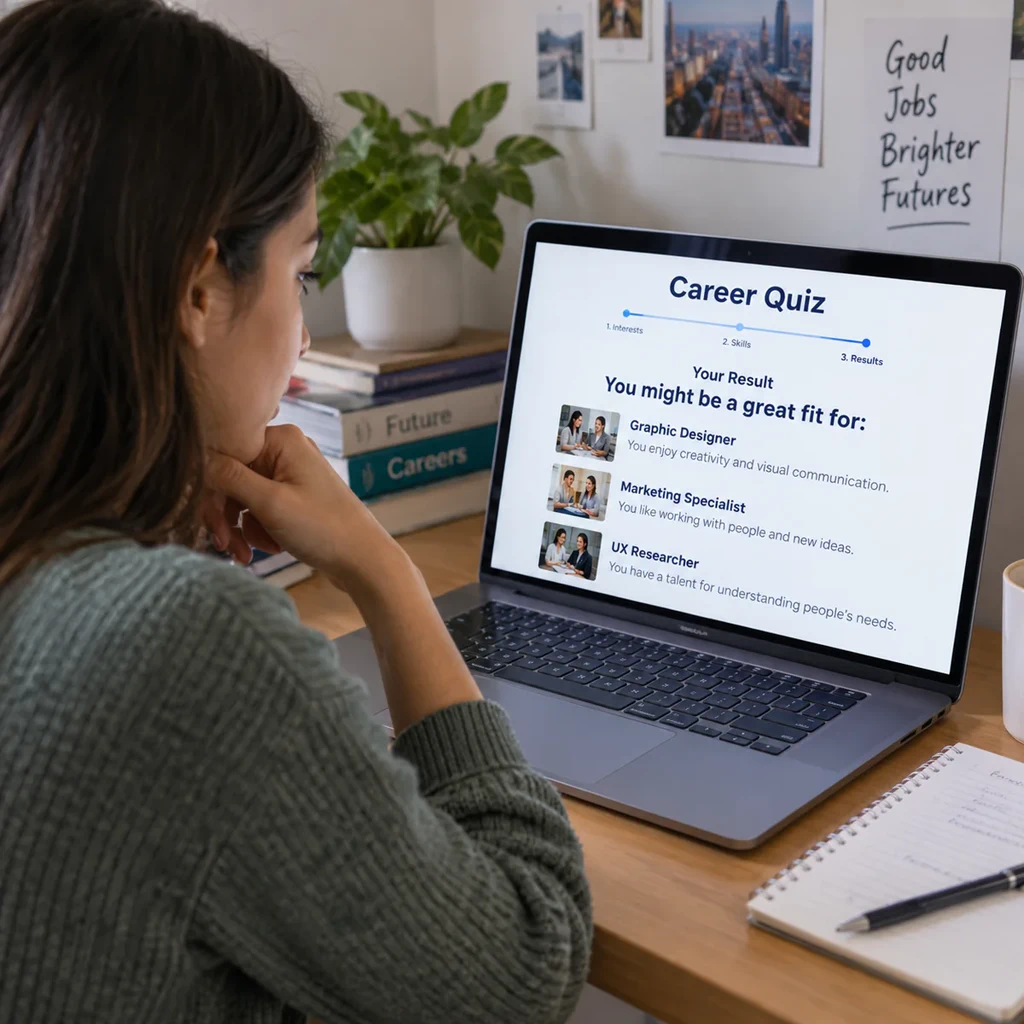 Good
Jobs
Brighter
Futures
Career Quiz
1. Interests
2. Skills
3. Results
Your Result
You might be a great fit for:
Graphic Designer
You enjoy creativity and visual communication.
Marketing Specialist
You like working with people and new ideas.
UX Researcher
You have a talent for understanding people's needs.
Future
Careers